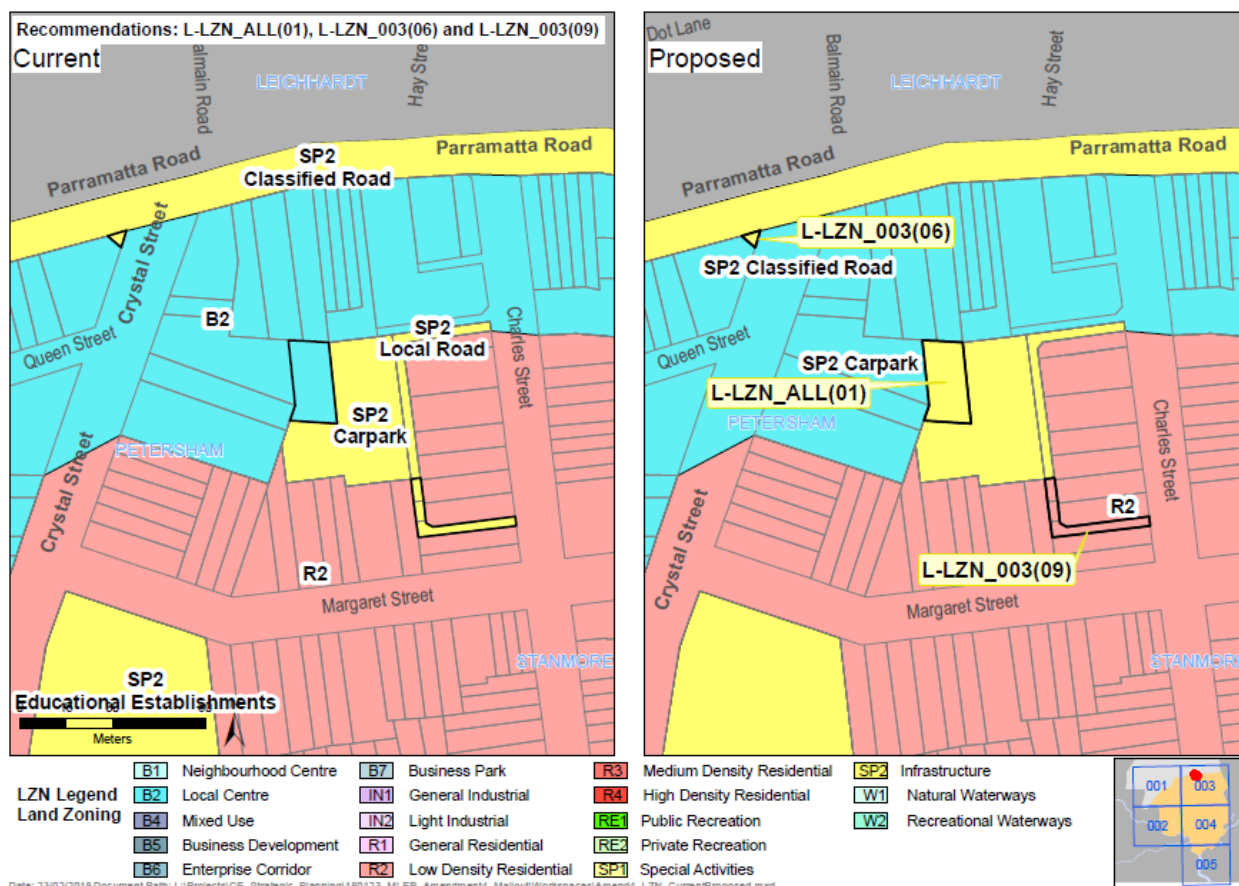 Recommendations: L-LZN_ALL(01), L-LZN_003(06) and L-LZN_003(09)
Current
almain Road
LEICHHARDT
Hay Stre
Parramatta Road
SP2
Classified Road
Parramatta Road
Crystal Street
B2
Queen Street
SP2
Local Road
Charles Street
SP2
Carpark
PETERSHAM
Crystal Street
R2
Margaret Street
STANMORE
SP2
Educational Establishments
Meters
Dot Lane
Proposed
Balmain Road
LEICHHARDT
Hay Street
Parramatta Road
Parramatta Road
L-LZN_003(06)
SP2 Classified Road
Crystal Street
Queen Street
SP2 Carpark
L-LZN_ALL(01)
PETERSHAM
Charles Street
Crystal Street
R2
L-LZN_003(09)
Margaret Street
STANMORE
LZN Legend
Land Zoning
B1 Neighbourhood Centre
B2 Local Centre
B4 Mixed Use
B5 Business Development
B6 Enterprise Corridor
B7 Business Park
IN1 General Industrial
IN2 Light Industrial
R1 General Residential
R2 Low Density Residential
R3 Medium Density Residential
R4 High Density Residential
RE1 Public Recreation
RE2 Private Recreation
SP1 Special Activities
SP2 Infrastructure
W1 Natural Waterways
W2 Recreational Waterways
001 003
002 004
005